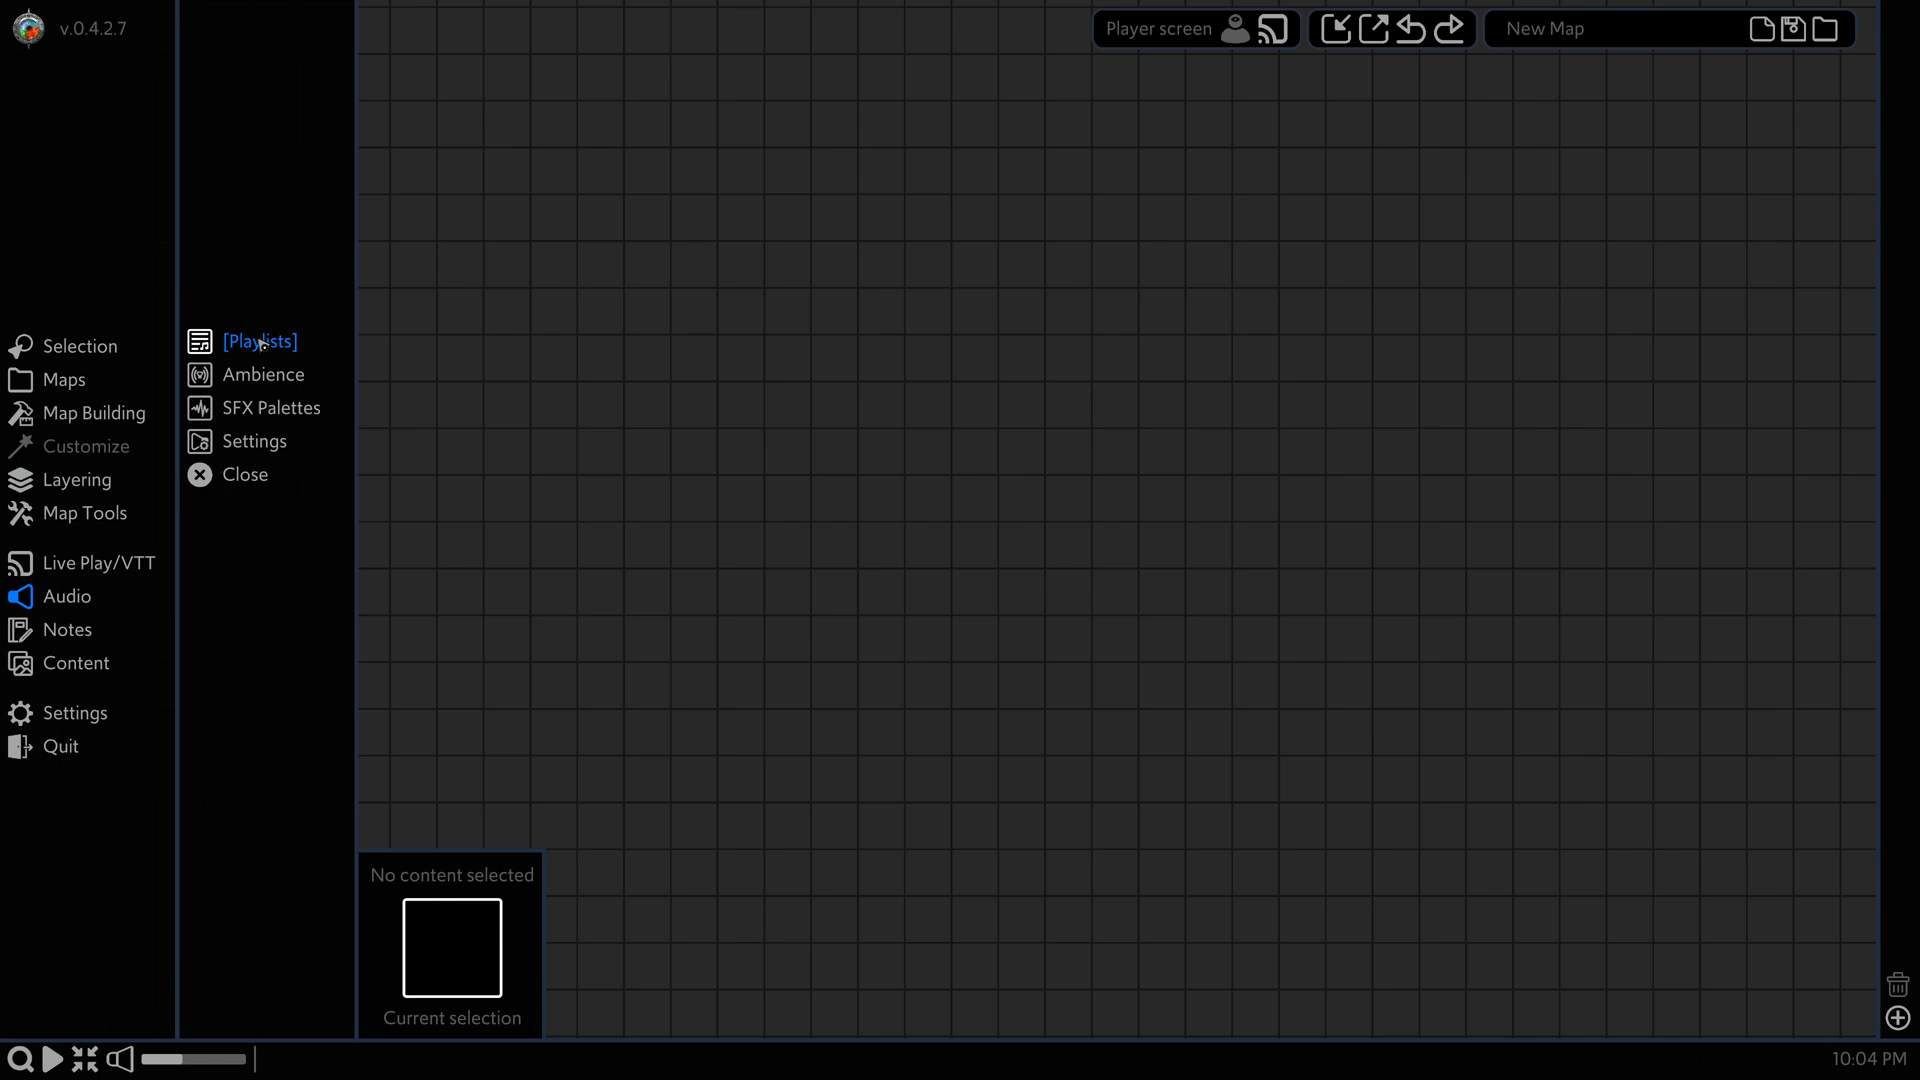 v.0.4.2.7
Player screen
New Map
Selection
Maps
Map Building
Customize
Layering
Map Tools
Live Play/VTT
Audio
Notes
Content
Settings
Quit
[Playlists]
Ambience
SFX Palettes
Settings
Close
No content selected
Current selection
10:04 PM